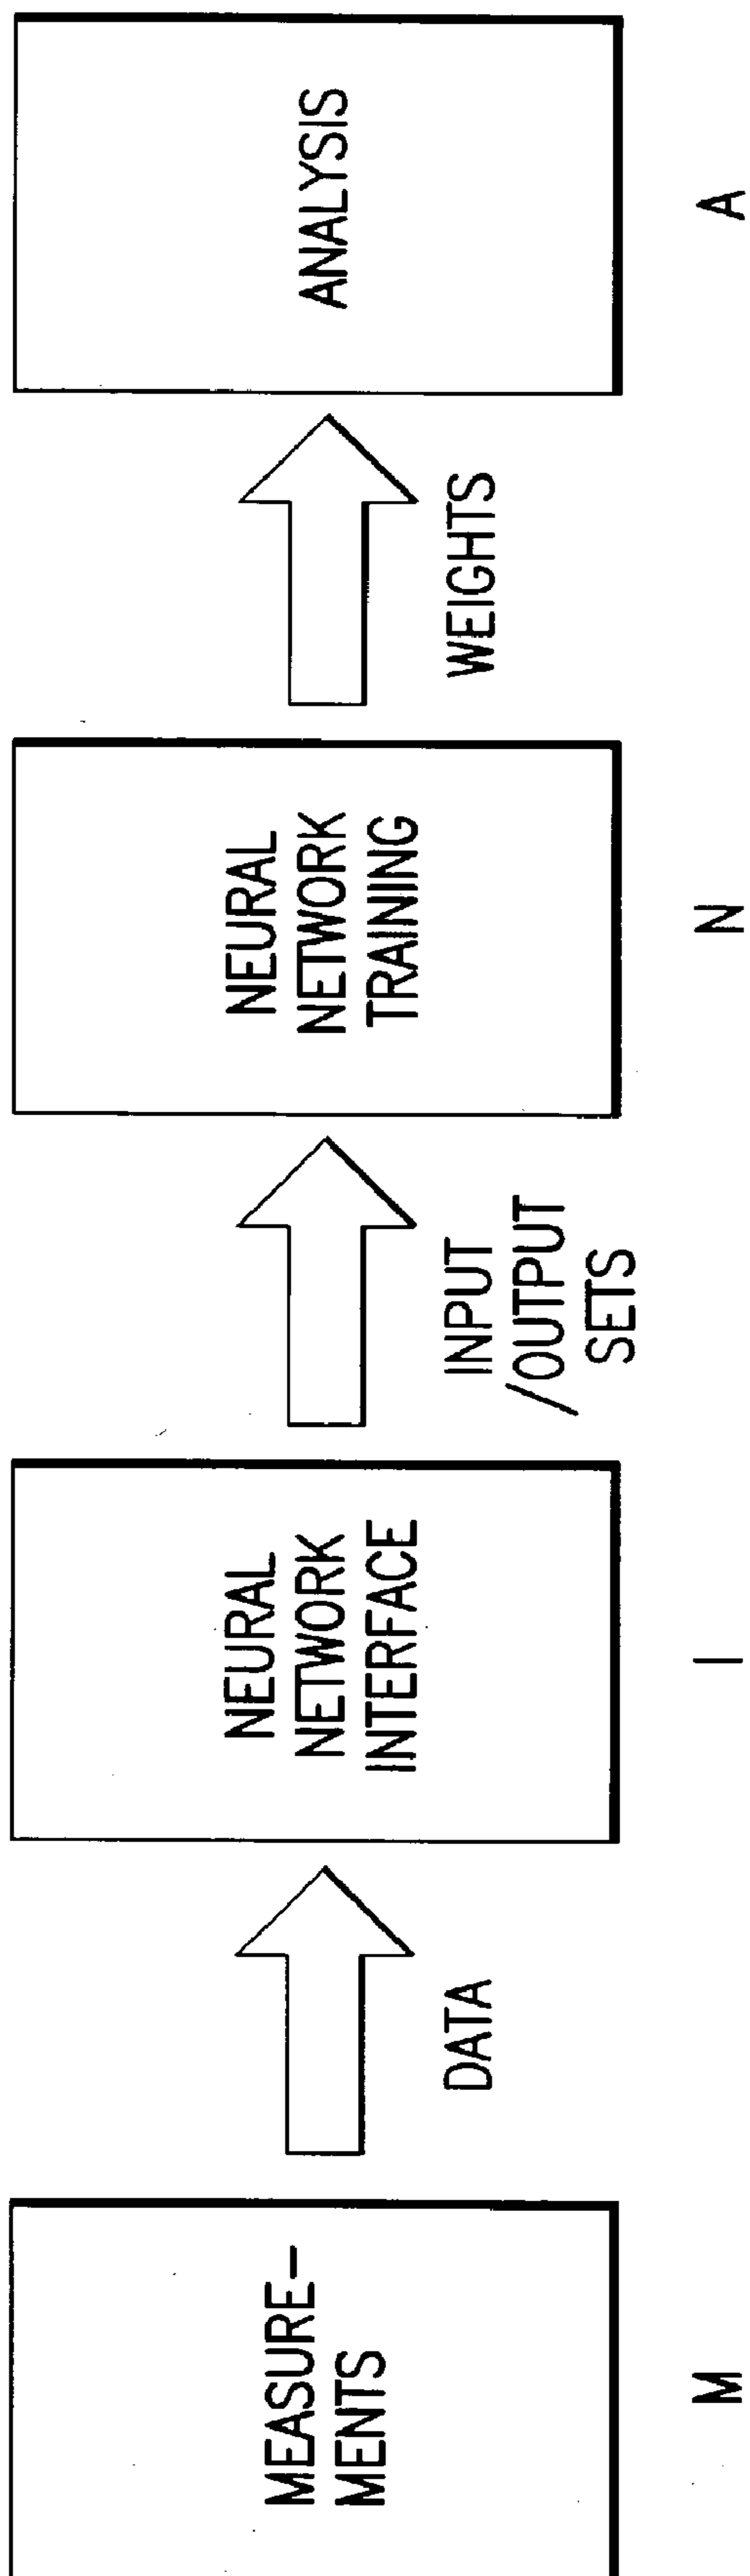 MEASURE-
MENTS
DATA
NEURAL
NETWORK
INTERFACE
INPUT
/OUTPUT
SETS
NEURAL
NETWORK
TRAINING
WEIGHTS
ANALYSIS
M
I
N
A